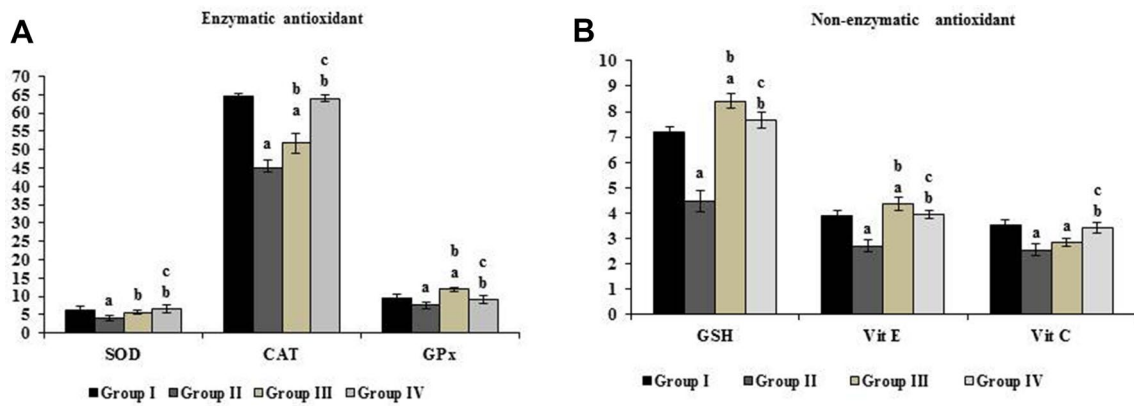 A
Enzymatic antioxidant
70
65
60
55
50
45
40
35
30
25
20
15
10
5
0
a
b
c
b
a
b
a
c
b
a
b
a
c
b
SOD CAT GPx
Group I Group II Group III Group IV
B
Non-enzymatic antioxidant
10
9
8
7
6
5
4
3
2
1
0
a
b
a
c
b
a
b
a
c
b
a
a
c
b
GSH Vit E Vit C
Group I Group II Group III Group IV